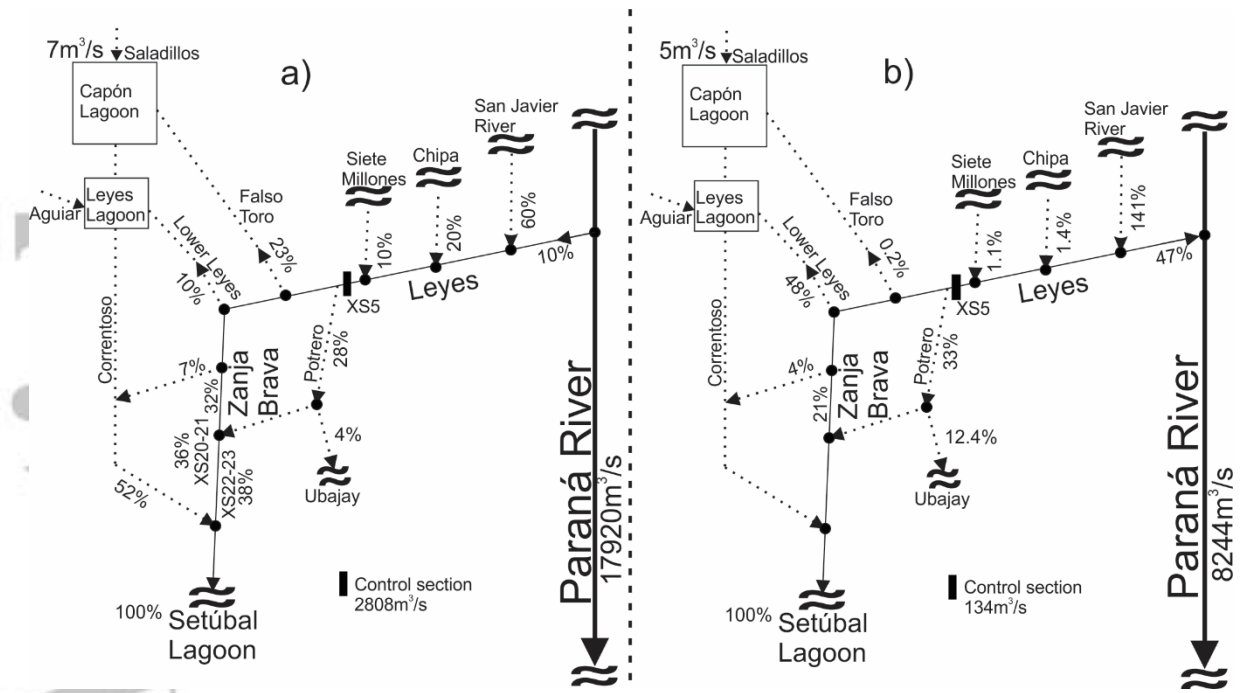 a)
7m³/s
Saladillos
Capón
Lagoon
Leyes
Lagoon
Aguiar
Lower Leyes
10%
Falso
Toro
23%
Siete
Millones
10%
Chipa
20%
San Javier
River
60%
10%
Leyes
XS5
Potrero
28%
Correntoso
7%
32%
Zanja
Brava
36%
XS20-21
XS22-23
38%
4%
Ubajay
52%
100%
Setúbal
Lagoon
Control section
2808m³/s
Paraná River
17920m³/s
b)
5m³/s
Saladillos
Capón
Lagoon
Leyes
Lagoon
Aguiar
Lower Leyes
48%
Falso
Toro
0.2%
Siete
Millones
1.1%
Chipa
1.4%
San Javier
River
141%
47%
Leyes
XS5
Potrero
33%
Correntoso
4%
21%
Zanja
Brava
12.4%
Ubajay
100%
Setúbal
Lagoon
Control section
134m³/s
Paraná River
8244m³/s